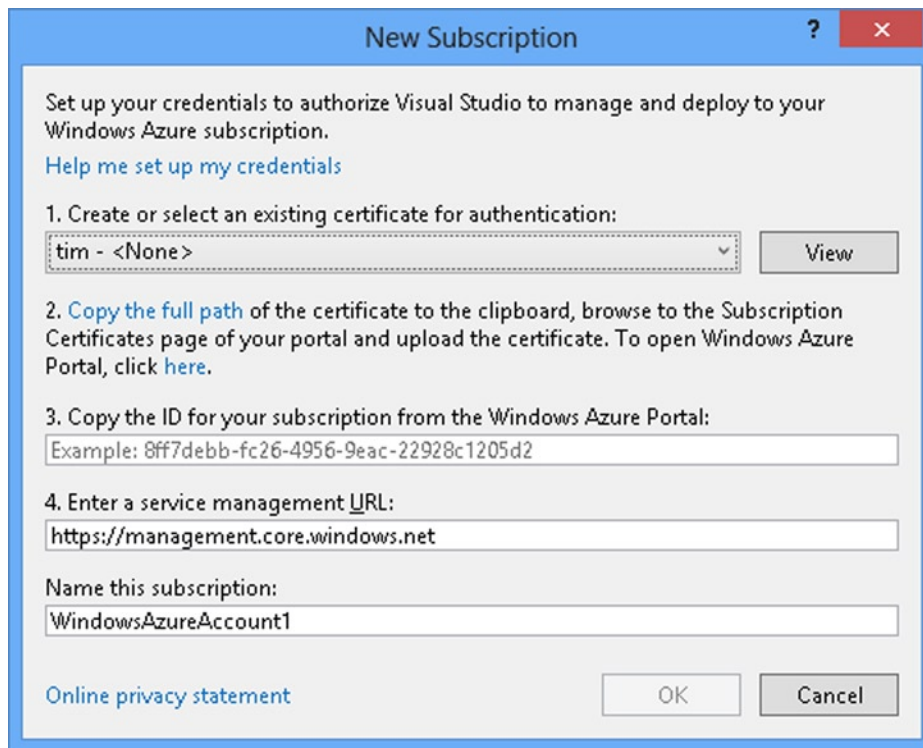 New Subscription
?
Set up your credentials to authorize Visual Studio to manage and deploy to your
Windows Azure subscription.
Help me set up my credentials
1. Create or select an existing certificate for authentication:
tim - <None>
View
2. Copy the full path of the certificate to the clipboard, browse to the Subscription
Certificates page of your portal and upload the certificate. To open Windows Azure
Portal, click here.
3. Copy the ID for your subscription from the Windows Azure Portal:
Example: 8ff7debb-fc26-4956-9eac-22928c1205d2
4. Enter a service management URL:
https://management.core.windows.net
Name this subscription:
WindowsAzureAccount1
Online privacy statement
OK
Cancel